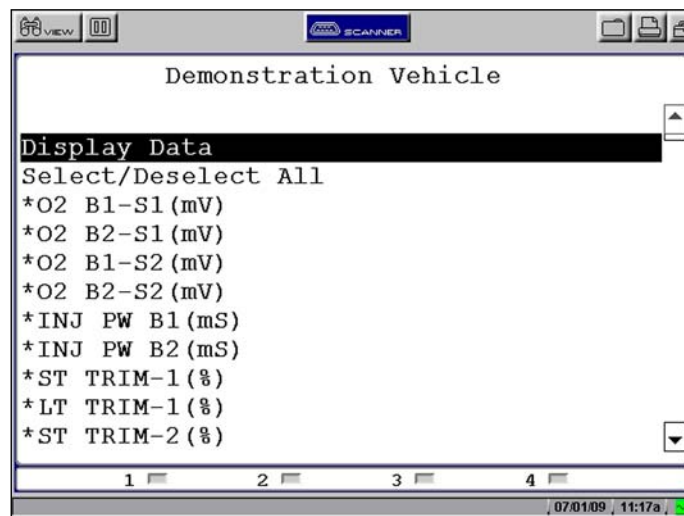 VIEW SCANNER
Demonstration Vehicle
Display Data
Select/Deselect All
*O2 B1-S1(mV)
*O2 B2-S1(mV)
*O2 B1-S2(mV)
*O2 B2-S2(mV)
*INJ PW B1(mS)
*INJ PW B2(mS)
*ST TRIM-1(%)
*LT TRIM-1(%)
*ST TRIM-2(%)
1 2 3 4
07/01/09 11:17a